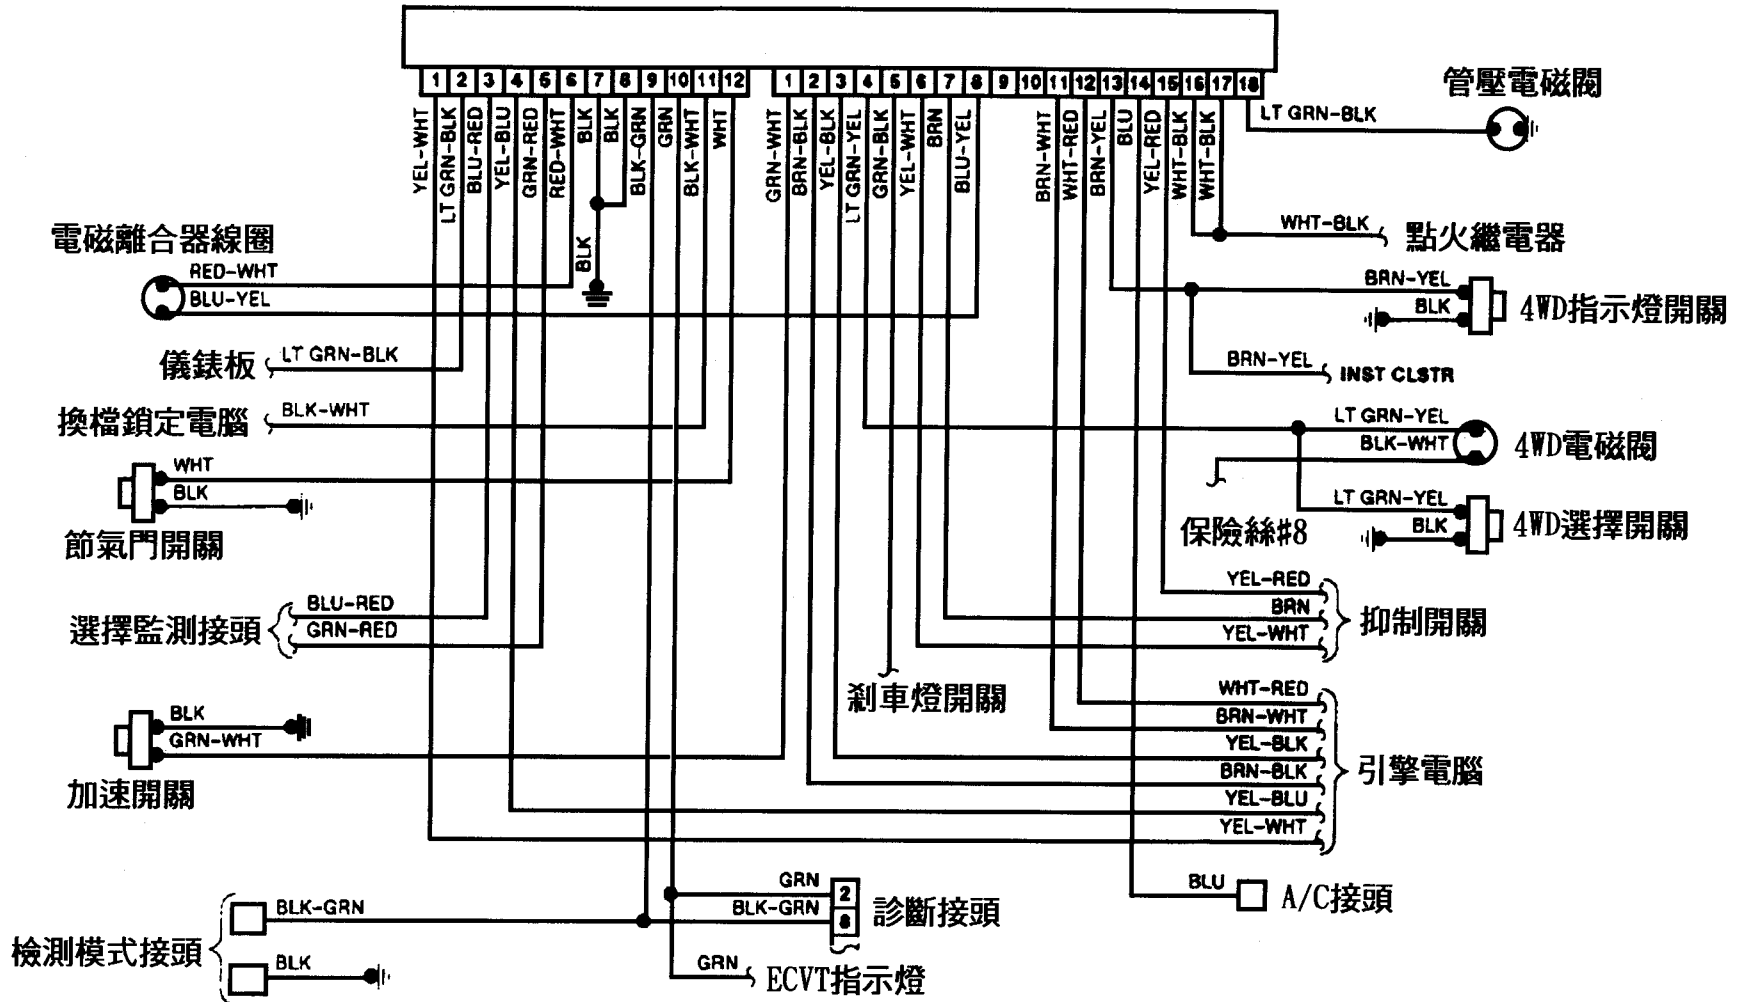 1 2 3 4 5 6 7 8 9 10 11 12
1 2 3 4 5 6 7 8 9 10 11 12 13 14 15 16 17 18
YEL-WHT
LT GRN-BLK
BLU-RED
YEL-BLU
GRN-RED
RED-WHT
BLK
BLK
BLK-GRN
GRN
BLK-WHT
WHT
GRN-WHT
BRN-BLK
YEL-BLK
LT GRN-YEL
GRN-BLK
YEL-WHT
BRN
BLU-YEL
BRN-WHT
WHT-RED
BRN-YEL
BLU
YEL-RED
WHT-BLK
WHT-BLK
LT GRN-BLK
管壓電磁閥
WHT-BLK
點火繼電器
BRN-YEL
BLK
4WD指示燈開關
BRN-YEL
INST CLSTR
LT GRN-YEL
BLK-WHT
4WD電磁閥
保險絲#8
LT GRN-YEL
BLK
4WD選擇開關
YEL-RED
BRN
YEL-WHT
抑制開關
WHT-RED
BRN-WHT
YEL-BLK
BRN-BLK
YEL-BLU
YEL-WHT
引擎電腦
BLU
A/C接頭
BLK
電磁離合器線圈
RED-WHT
BLU-YEL
儀錶板
LT GRN-BLK
換檔鎖定電腦
BLK-WHT
WHT
BLK
節氣門開關
選擇監測接頭
BLU-RED
GRN-RED
剎車燈開關
BLK
GRN-WHT
加速開關
GRN
BLK-GRN
2
6
診斷接頭
GRN
ECVT指示燈
檢測模式接頭
BLK-GRN
BLK